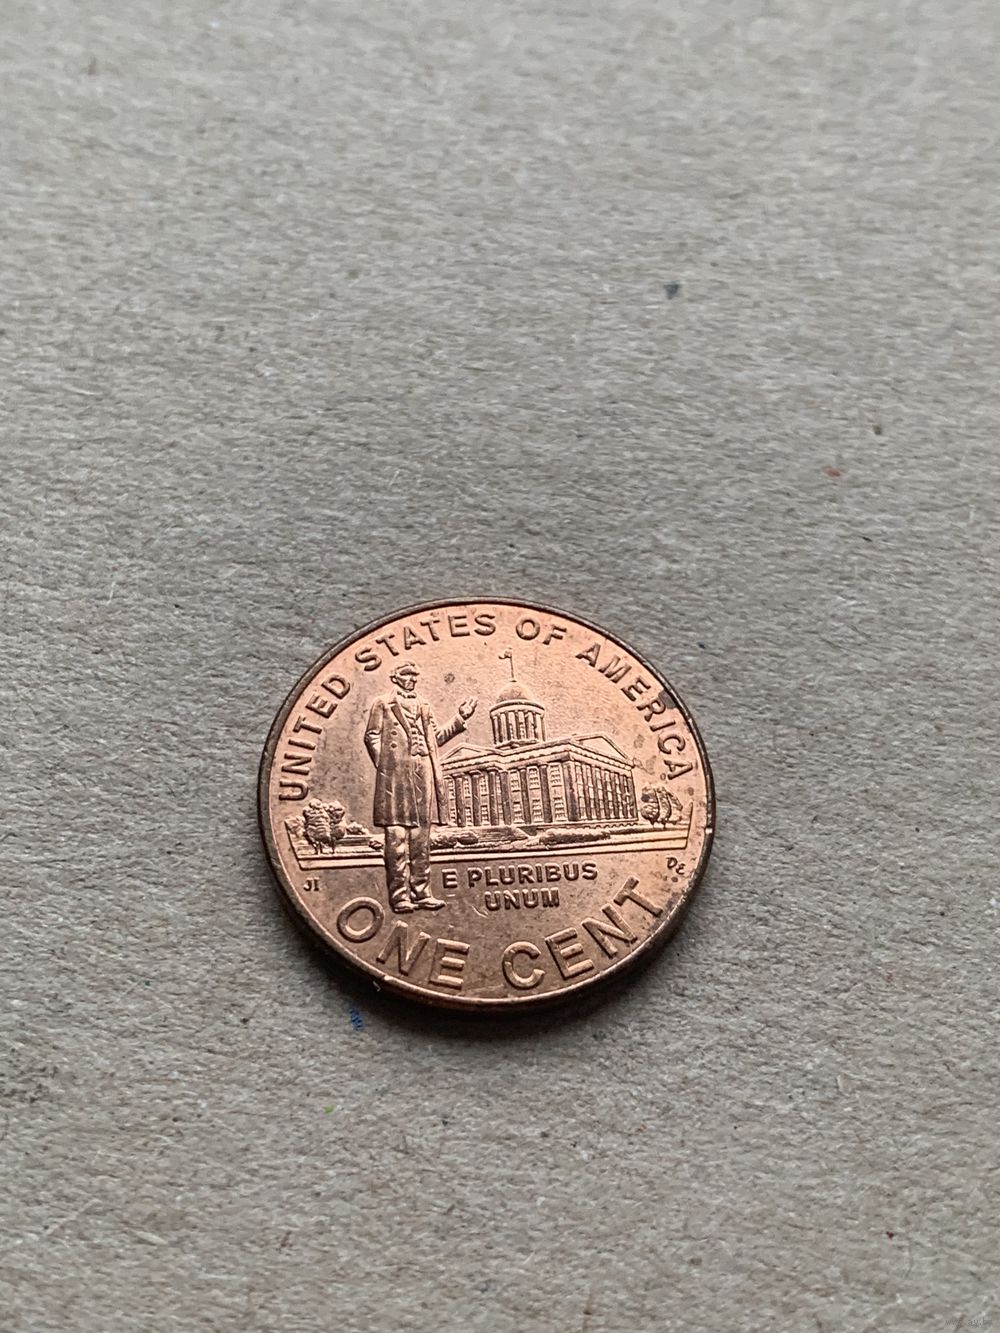 UNITED STATES OF AMERICA
E PLURIBUS
UNUM
JI
DE
ONE CENT